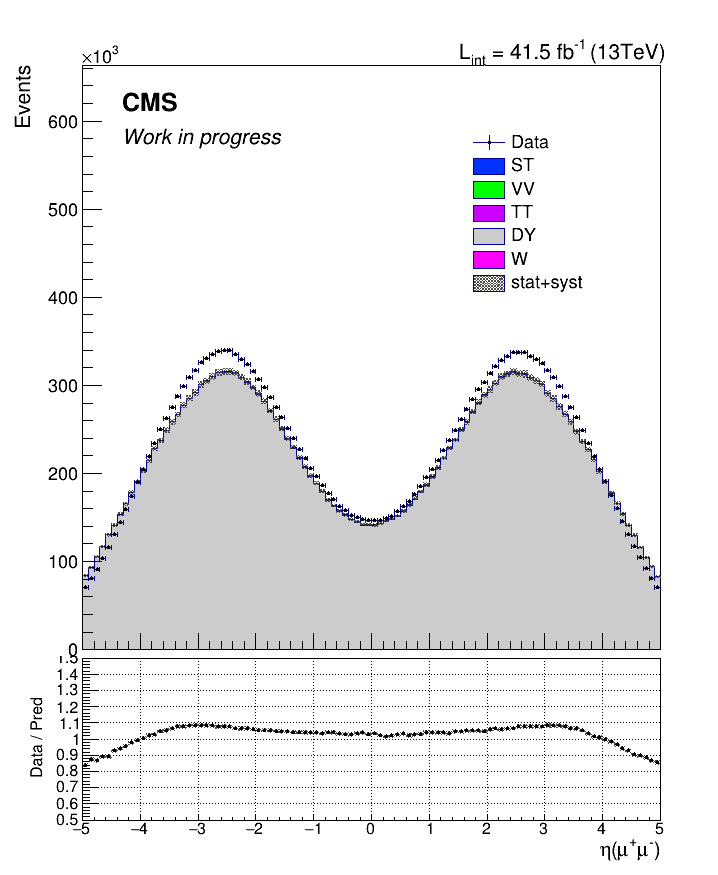 ×10³
L_int = 41.5 fb⁻¹ (13TeV)
Events
CMS
Work in progress
Data
ST
VV
TT
DY
W
stat+syst
600
500
400
300
200
100
0
Data / Pred
1.5
1.4
1.3
1.2
1.1
1
0.9
0.8
0.7
0.6
0.5
−5 −4 −3 −2 −1 0 1 2 3 4 5
η(μ⁺μ⁻)